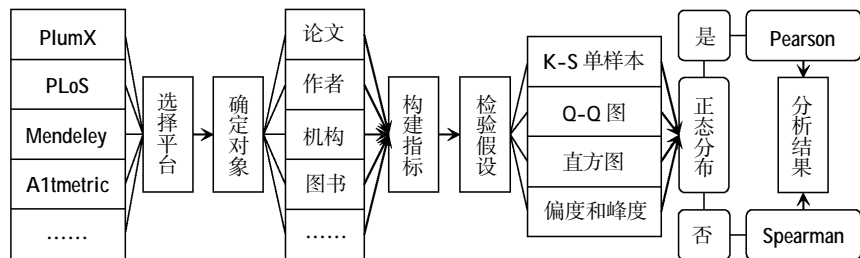 PlumX
PLoS
Mendeley
A1tmetric
……
选择平台
确定对象
论文
作者
机构
图书
……
构建指标
检验假设
K-S 单样本
Q-Q 图
直方图
偏度和峰度
是
正态分布
否
Pearson
分析结果
Spearman